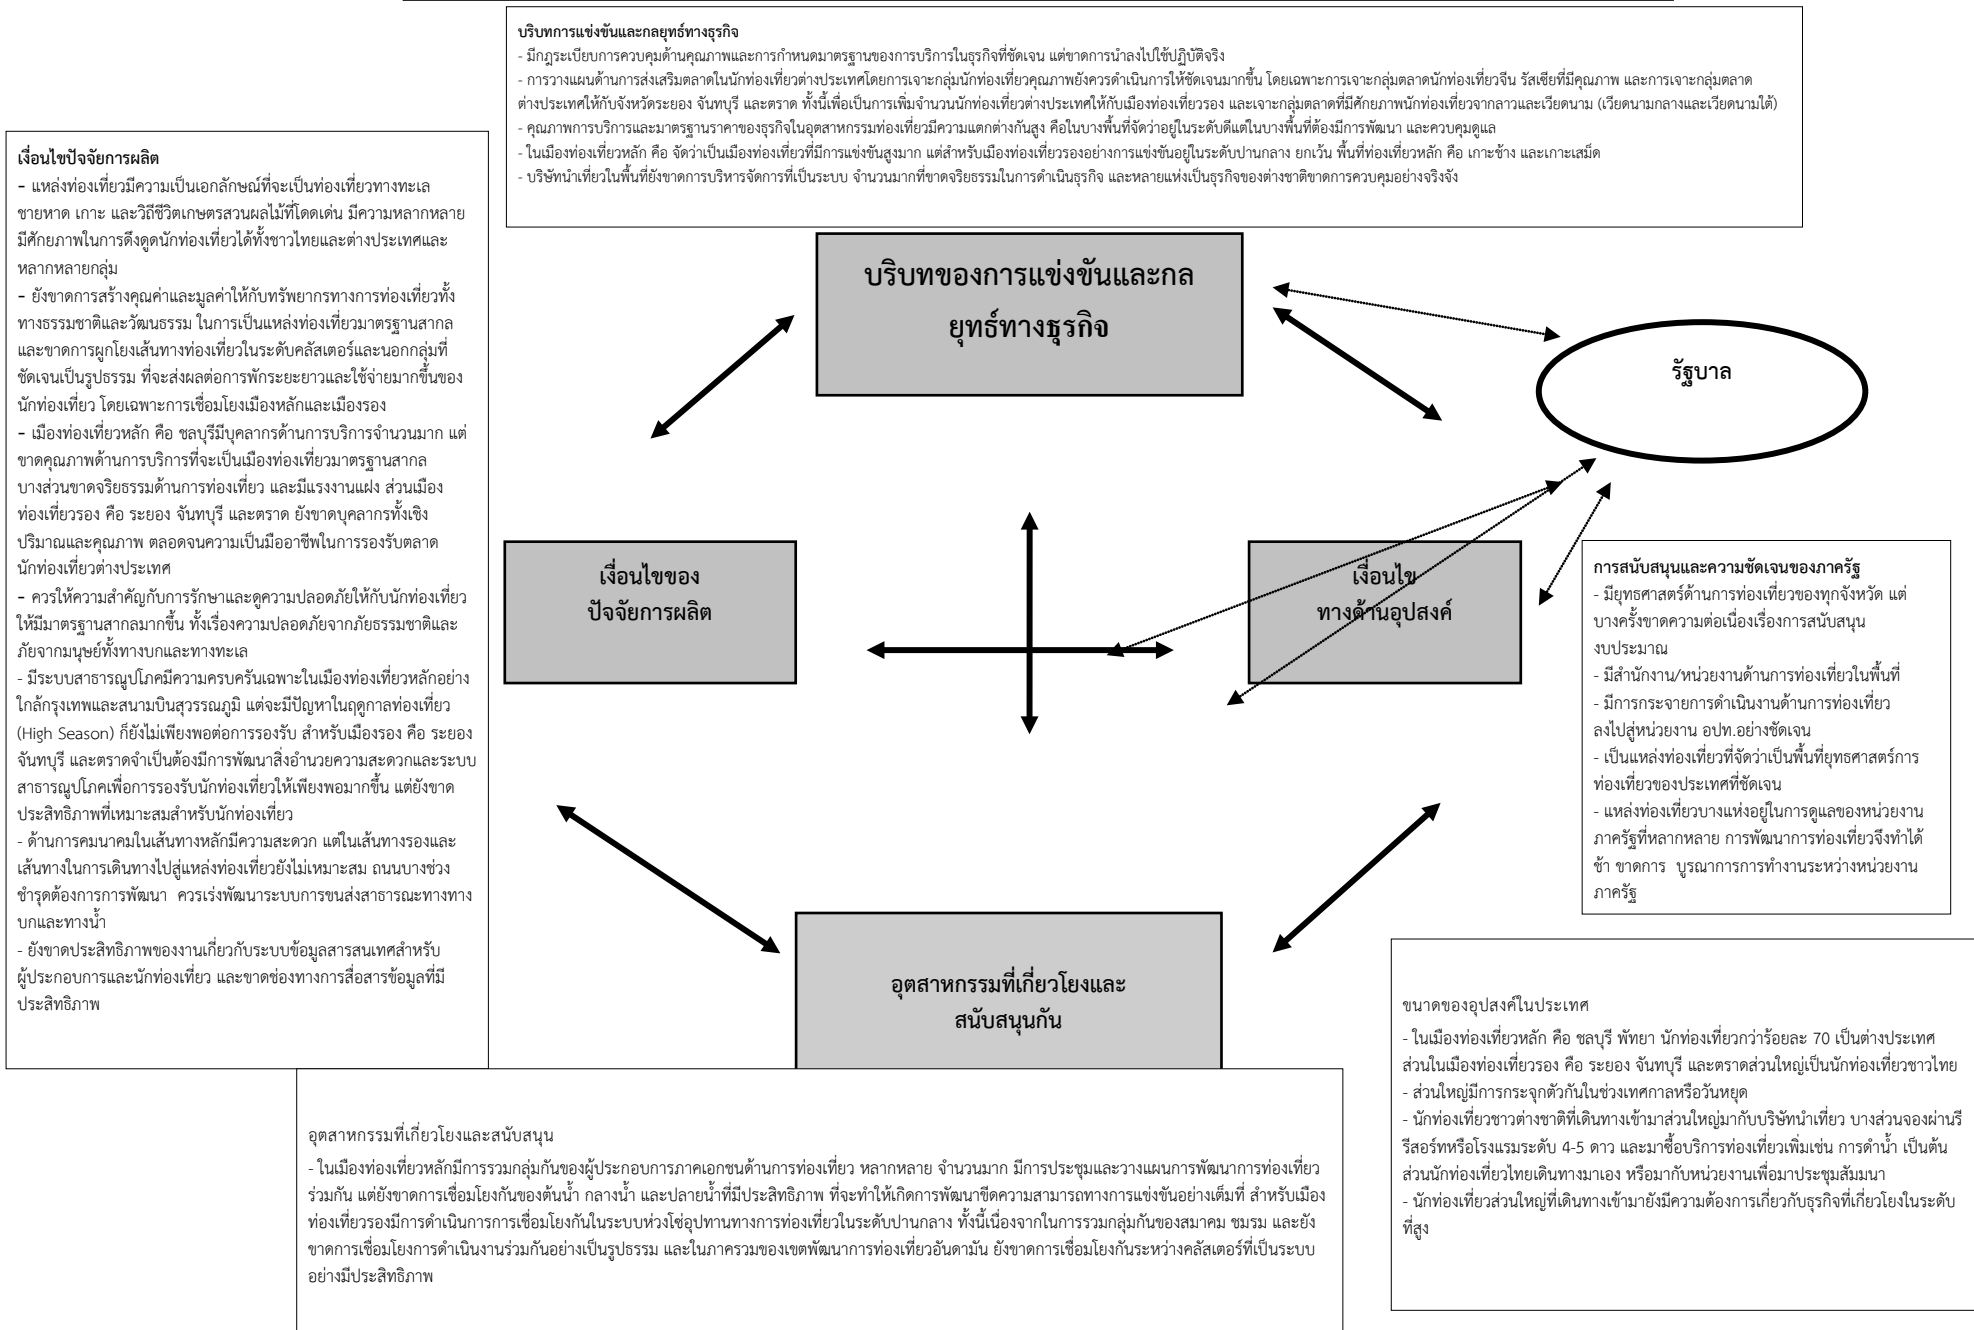 บริบทการแข่งขันและกลยุทธ์ทางธุรกิจ
- มีกฎระเบียบการควบคุมด้านคุณภาพและการกำหนดมาตรฐานของการบริการในธุรกิจที่ชัดเจน แต่ขาดการนำลงไปใช้ปฏิบัติจริง
- การวางแผนด้านการส่งเสริมตลาดในนักท่องเที่ยวต่างประเทศโดยการเจาะกลุ่มนักท่องเที่ยวคุณภาพยังควรดำเนินการให้ชัดเจนมากขึ้น โดยเฉพาะการเจาะกลุ่มตลาดนักท่องเที่ยวจีน รัสเซียที่มีคุณภาพ และการเจาะกลุ่มตลาด
ต่างประเทศให้กับจังหวัดระยอง จันทบุรี และตราด ทั้งนี้เพื่อเป็นการเพิ่มจำนวนนักท่องเที่ยวต่างประเทศให้กับเมืองท่องเที่ยวรอง และเจาะกลุ่มตลาดที่มีศักยภาพนักท่องเที่ยวจากลาวและเวียดนาม (เวียดนามกลางและเวียดนามใต้)
- คุณภาพการบริการและมาตรฐานราคาของธุรกิจในอุตสาหกรรมท่องเที่ยวมีความแตกต่างกันสูง คือในบางพื้นที่จัดว่าอยู่ในระดับดีแต่ในบางพื้นที่ต้องมีการพัฒนา และควบคุมดูแล
- ในเมืองท่องเที่ยวหลัก คือ จัดว่าเป็นเมืองท่องเที่ยวที่มีการแข่งขันสูงมาก แต่สำหรับเมืองท่องเที่ยวรองอย่างการแข่งขันอยู่ในระดับปานกลาง ยกเว้น พื้นที่ท่องเที่ยวหลัก คือ เกาะช้าง และเกาะเสม็ด
- บริษัทนำเที่ยวในพื้นที่ยังขาดการบริหารจัดการที่เป็นระบบ จำนวนมากที่ขาดจริยธรรมในการดำเนินธุรกิจ และหลายแห่งเป็นธุรกิจของต่างชาติขาดการควบคุมอย่างจริงจัง
เงื่อนไขปัจจัยการผลิต
- แหล่งท่องเที่ยวมีความเป็นเอกลักษณ์ที่จะเป็นท่องเที่ยวทางทะเล
ชายหาด เกาะ และวิถีชีวิตเกษตรสวนผลไม้ที่โดดเด่น มีความหลากหลาย
มีศักยภาพในการดึงดูดนักท่องเที่ยวได้ทั้งชาวไทยและต่างประเทศและ
หลากหลายกลุ่ม
- ยังขาดการสร้างคุณค่าและมูลค่าให้กับทรัพยากรทางการท่องเที่ยวทั้ง
ทางธรรมชาติและวัฒนธรรม ในการเป็นแหล่งท่องเที่ยวมาตรฐานสากล
และขาดการผูกโยงเส้นทางท่องเที่ยวในระดับคลัสเตอร์และนอกกลุ่มที่
ชัดเจนเป็นรูปธรรม ที่จะส่งผลต่อการพักระยะยาวและใช้จ่ายมากขึ้นของ
นักท่องเที่ยว โดยเฉพาะการเชื่อมโยงเมืองหลักและเมืองรอง
- เมืองท่องเที่ยวหลัก คือ ชลบุรีมีบุคลากรด้านการบริการจำนวนมาก แต่
ขาดคุณภาพด้านการบริการที่จะเป็นเมืองท่องเที่ยวมาตรฐานสากล
บางส่วนขาดจริยธรรมด้านการท่องเที่ยว และมีแรงงานแฝง ส่วนเมือง
ท่องเที่ยวรอง คือ ระยอง จันทบุรี และตราด ยังขาดบุคลากรทั้งเชิง
ปริมาณและคุณภาพ ตลอดจนความเป็นมืออาชีพในการรองรับตลาด
นักท่องเที่ยวต่างประเทศ
- ควรให้ความสำคัญกับการรักษาและดูความปลอดภัยให้กับนักท่องเที่ยว
ให้มีมาตรฐานสากลมากขึ้น ทั้งเรื่องความปลอดภัยจากภัยธรรมชาติและ
ภัยจากมนุษย์ทั้งทางบกและทางทะเล
- มีระบบสาธารณูปโภคมีความครบครันเฉพาะในเมืองท่องเที่ยวหลักอย่าง
ใกล้กรุงเทพและสนามบินสุวรรณภูมิ แต่จะมีปัญหาในฤดูกาลท่องเที่ยว
(High Season) ก็ยังไม่เพียงพอต่อการรองรับ สำหรับเมืองรอง คือ ระยอง
จันทบุรี และตราดจำเป็นต้องมีการพัฒนาสิ่งอำนวยความสะดวกและระบบ
สาธารณูปโภคเพื่อการรองรับนักท่องเที่ยวให้เพียงพอมากขึ้น แต่ยังขาด
ประสิทธิภาพที่เหมาะสมสำหรับนักท่องเที่ยว
- ด้านการคมนาคมในเส้นทางหลักมีความสะดวก แต่ในเส้นทางรองและ
เส้นทางในการเดินทางไปสู่แหล่งท่องเที่ยวยังไม่เหมาะสม ถนนบางช่วง
ชำรุดต้องการการพัฒนา ควรเร่งพัฒนาระบบการขนส่งสาธารณะทางทาง
บกและทางน้ำ
- ยังขาดประสิทธิภาพของงานเกี่ยวกับระบบข้อมูลสารสนเทศสำหรับ
ผู้ประกอบการและนักท่องเที่ยว และขาดช่องทางการสื่อสารข้อมูลที่มี
ประสิทธิภาพ
บริบทของการแข่งขันและกล
ยุทธ์ทางธุรกิจ
รัฐบาล
เงื่อนไขของ
ปัจจัยการผลิต
เงื่อนไข
ทางด้านอุปสงค์
การสนับสนุนและความชัดเจนของภาครัฐ
- มียุทธศาสตร์ด้านการท่องเที่ยวของทุกจังหวัด แต่
บางครั้งขาดความต่อเนื่องเรื่องการสนับสนุน
งบประมาณ
- มีสำนักงาน/หน่วยงานด้านการท่องเที่ยวในพื้นที่
- มีการกระจายการดำเนินงานด้านการท่องเที่ยว
ลงไปสู่หน่วยงาน อปท.อย่างชัดเจน
- เป็นแหล่งท่องเที่ยวที่จัดว่าเป็นพื้นที่ยุทธศาสตร์การ
ท่องเที่ยวของประเทศที่ชัดเจน
- แหล่งท่องเที่ยวบางแห่งอยู่ในการดูแลของหน่วยงาน
ภาครัฐที่หลากหลาย การพัฒนาการท่องเที่ยวจึงทำได้
ช้า ขาดการ บูรณาการการทำงานระหว่างหน่วยงาน
ภาครัฐ
อุตสาหกรรมที่เกี่ยวโยงและ
สนับสนุนกัน
ขนาดของอุปสงค์ในประเทศ
- ในเมืองท่องเที่ยวหลัก คือ ชลบุรี พัทยา นักท่องเที่ยวกว่าร้อยละ 70 เป็นต่างประเทศ
ส่วนในเมืองท่องเที่ยวรอง คือ ระยอง จันทบุรี และตราดส่วนใหญ่เป็นนักท่องเที่ยวชาวไทย
- ส่วนใหญ่มีการกระจุกตัวกันในช่วงเทศกาลหรือวันหยุด
- นักท่องเที่ยวชาวต่างชาติที่เดินทางเข้ามาส่วนใหญ่มากับบริษัทนำเที่ยว บางส่วนจองผ่านรี
รีสอร์ทหรือโรงแรมระดับ 4-5 ดาว และมาซื้อบริการท่องเที่ยวเพิ่มเช่น การดำน้ำ เป็นต้น
ส่วนนักท่องเที่ยวไทยเดินทางมาเอง หรือมากับหน่วยงานเพื่อมาประชุมสัมมนา
- นักท่องเที่ยวส่วนใหญ่ที่เดินทางเข้ามายังมีความต้องการเกี่ยวกับธุรกิจที่เกี่ยวโยงในระดับ
ที่สูง
อุตสาหกรรมที่เกี่ยวโยงและสนับสนุน
- ในเมืองท่องเที่ยวหลักมีการรวมกลุ่มกันของผู้ประกอบการภาคเอกชนด้านการท่องเที่ยว หลากหลาย จำนวนมาก มีการประชุมและวางแผนการพัฒนาการท่องเที่ยว
ร่วมกัน แต่ยังขาดการเชื่อมโยงกันของต้นน้ำ กลางน้ำ และปลายน้ำที่มีประสิทธิภาพ ที่จะทำให้เกิดการพัฒนาขีดความสามารถทางการแข่งขันอย่างเต็มที่ สำหรับเมือง
ท่องเที่ยวรองมีการดำเนินการการเชื่อมโยงกันในระบบห่วงโซ่อุปทานทางการท่องเที่ยวในระดับปานกลาง ทั้งนี้เนื่องจากในการรวมกลุ่มกันของสมาคม ชมรม และยัง
ขาดการเชื่อมโยงการดำเนินงานร่วมกันอย่างเป็นรูปธรรม และในภาครวมของเขตพัฒนาการท่องเที่ยวอันดามัน ยังขาดการเชื่อมโยงกันระหว่างคลัสเตอร์ที่เป็นระบบ
อย่างมีประสิทธิภาพ